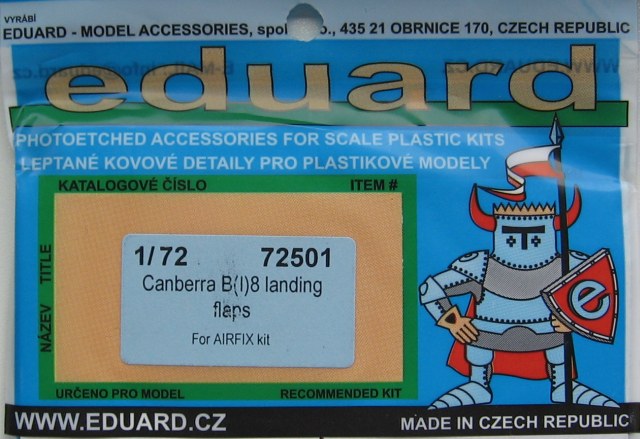 VYRÁBÍ
EDUARD - MODEL ACCESSORIES, spol. o., 435 21 OBRNICE 170, CZECH REPUBLIC
eduard
PHOTOETCHED ACCESSORIES FOR SCALE PLASTIC KITS
LEPTANÉ KOVOVÉ DETAILY PRO PLASTIKOVÉ MODELY
KATALOGOVÉ ČÍSLO ITEM #
NÁZEV TITLE
1/72 72501
Canberra B(I)8 landing
flaps
For AIRFIX kit
e
URČENO PRO MODEL RECOMMENDED KIT
WWW.EDUARD.CZ MADE IN CZECH REPUBLIC